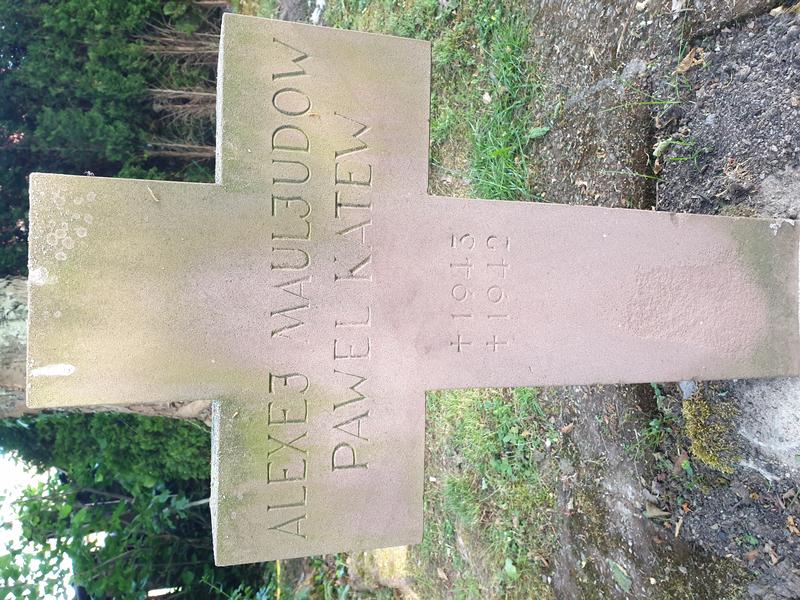 ALEXEJ MAULJUDOW
PAWEL KATEW
† 1945
† 1942